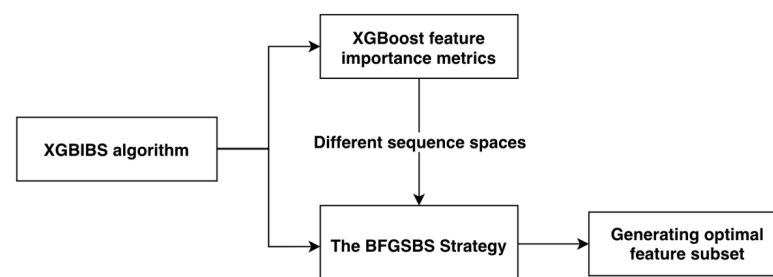 XGBoost feature
importance metrics
XGBIBS algorithm
Different sequence spaces
The BFGSBS Strategy
Generating optimal
feature subset